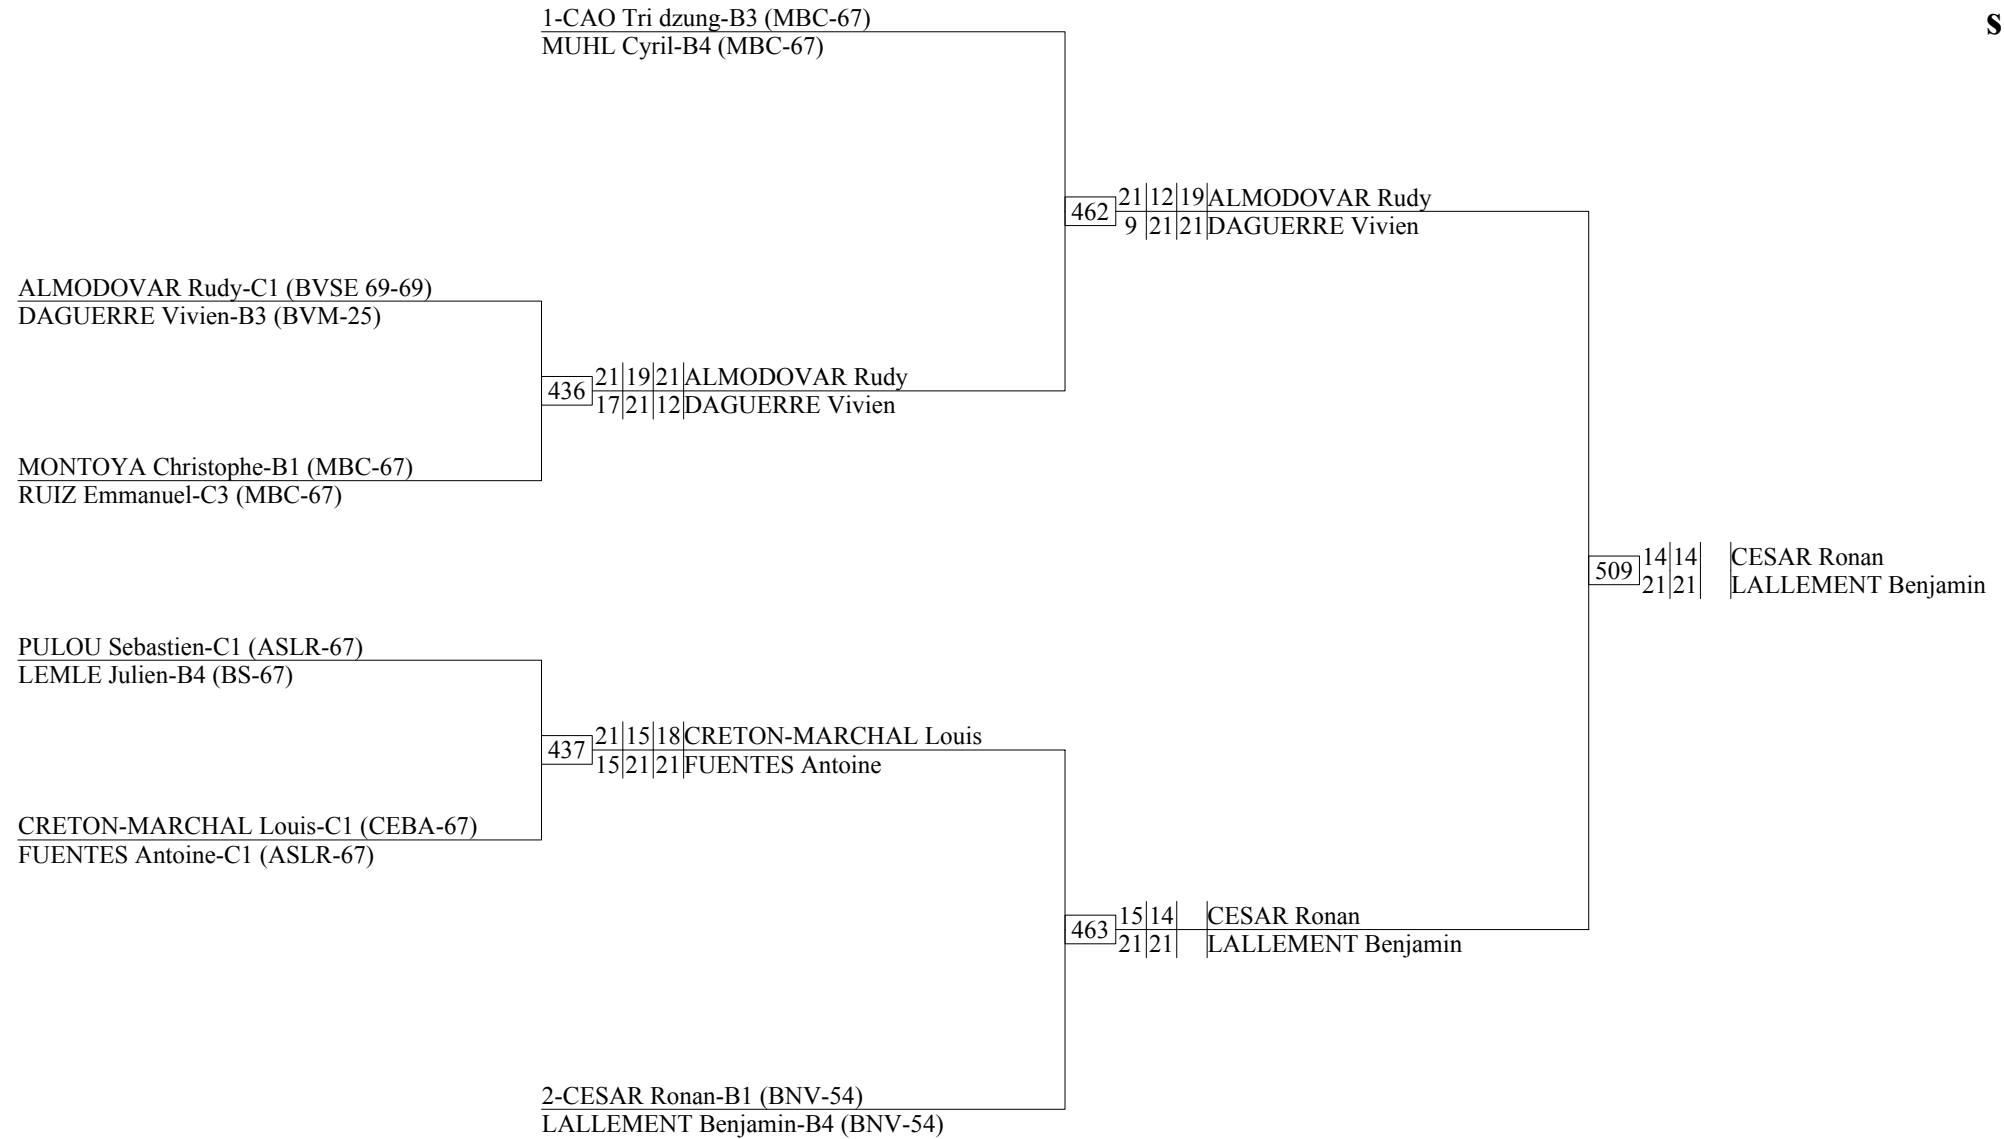 1-CAO Tri dzung-B3 (MBC-67)
MUHL Cyril-B4 (MBC-67)
s
462
21 12 19 ALMODOVAR Rudy
9 21 21 DAGUERRE Vivien
ALMODOVAR Rudy-C1 (BVSE 69-69)
DAGUERRE Vivien-B3 (BVM-25)
436
21 19 21 ALMODOVAR Rudy
17 21 12 DAGUERRE Vivien
MONTOYA Christophe-B1 (MBC-67)
RUIZ Emmanuel-C3 (MBC-67)
509
14 14 CESAR Ronan
21 21 LALLEMENT Benjamin
PULOU Sebastien-C1 (ASLR-67)
LEMLE Julien-B4 (BS-67)
437
21 15 18 CRETON-MARCHAL Louis
15 21 21 FUENTES Antoine
CRETON-MARCHAL Louis-C1 (CEBA-67)
FUENTES Antoine-C1 (ASLR-67)
463
15 14 CESAR Ronan
21 21 LALLEMENT Benjamin
2-CESAR Ronan-B1 (BNV-54)
LALLEMENT Benjamin-B4 (BNV-54)